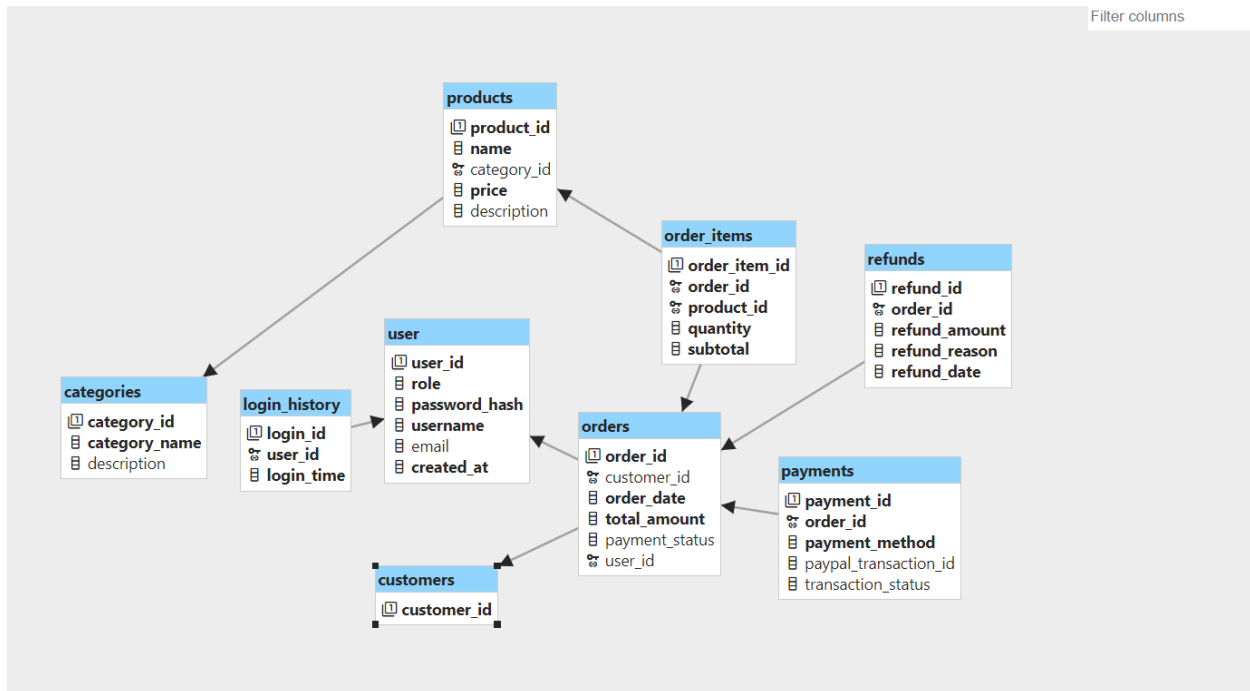 Filter columns
products
product_id
name
category_id
price
description
order_items
order_item_id
order_id
product_id
quantity
subtotal
refunds
refund_id
order_id
refund_amount
refund_reason
refund_date
user
user_id
role
password_hash
username
email
created_at
categories
category_id
category_name
description
login_history
login_id
user_id
login_time
orders
order_id
customer_id
order_date
total_amount
payment_status
user_id
payments
payment_id
order_id
payment_method
paypal_transaction_id
transaction_status
customers
customer_id